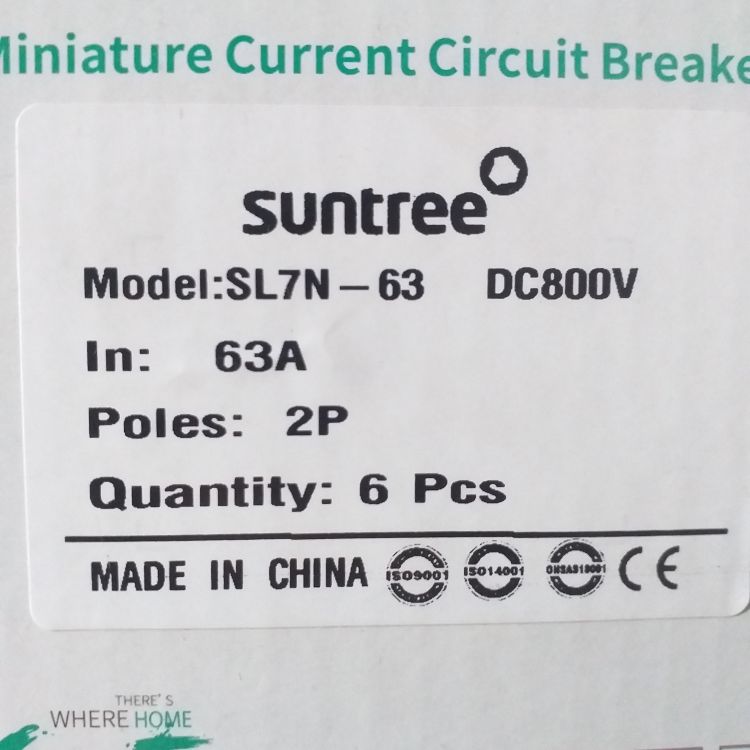 Miniature Current Circuit Breake
suntree
Model:SL7N-63 DC800V
In: 63A
Poles: 2P
Quantity: 6 Pcs
MADE IN CHINA ISO9001 ISO14001 OHSAS18001 CE
THERE'S
WHERE HOME